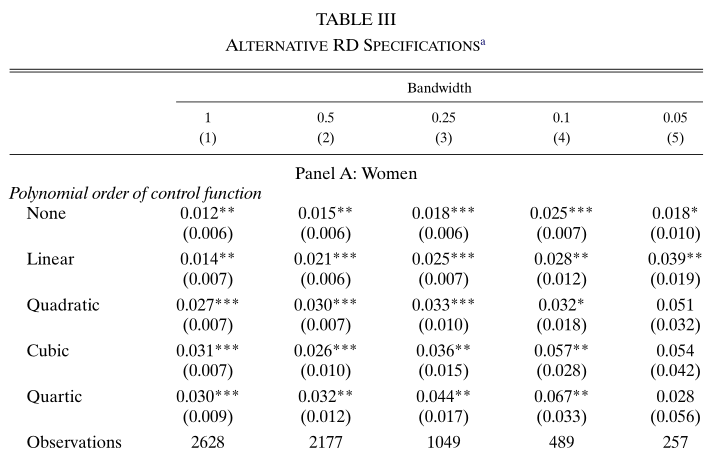 TABLE III
ALTERNATIVE RD SPECIFICATIONSa
Bandwidth
1 0.5 0.25 0.1 0.05
(1) (2) (3) (4) (5)
Panel A: Women
Polynomial order of control function
None 0.012** 0.015** 0.018*** 0.025*** 0.018*
(0.006) (0.006) (0.006) (0.007) (0.010)
Linear 0.014** 0.021*** 0.025*** 0.028** 0.039**
(0.007) (0.006) (0.007) (0.012) (0.019)
Quadratic 0.027*** 0.030*** 0.033*** 0.032* 0.051
(0.007) (0.007) (0.010) (0.018) (0.032)
Cubic 0.031*** 0.026*** 0.036** 0.057** 0.054
(0.007) (0.010) (0.015) (0.028) (0.042)
Quartic 0.030*** 0.032** 0.044** 0.067** 0.028
(0.009) (0.012) (0.017) (0.033) (0.056)
Observations 2628 2177 1049 489 257